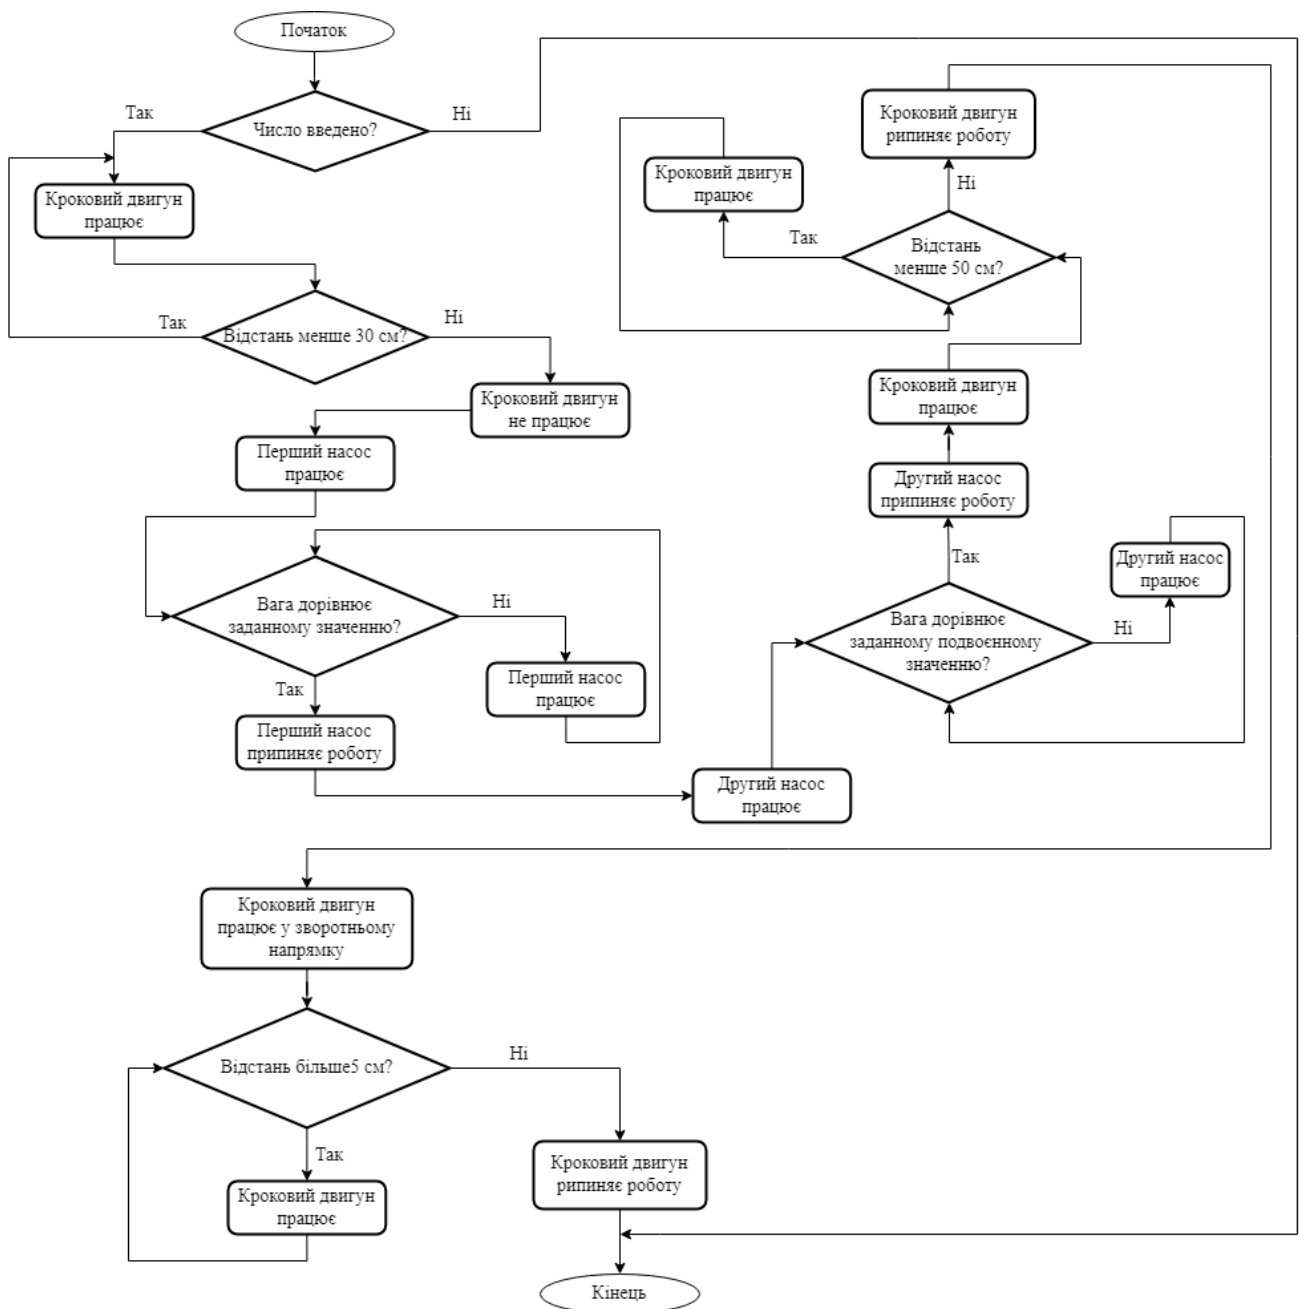 Початок
Число введено?
Так
Ні
Кроковий двигун
працює
Відстань менше 30 см?
Так
Ні
Кроковий двигун
не працює
Перший насос
працює
Вага дорівнює
заданному значенню?
Ні
Перший насос
працює
Так
Перший насос
припиняє роботу
Другий насос
працює
Вага дорівнює
заданному подвоєнному
значенню?
Ні
Другий насос
працює
Так
Другий насос
припиняє роботу
Кроковий двигун
працює
Відстань
менше 50 см?
Так
Кроковий двигун
працює
Ні
Кроковий двигун
рипиняє роботу
Кроковий двигун
працює у зворотньому
напрямку
Відстань більше5 см?
Так
Кроковий двигун
працює
Ні
Кроковий двигун
рипиняє роботу
Кінець